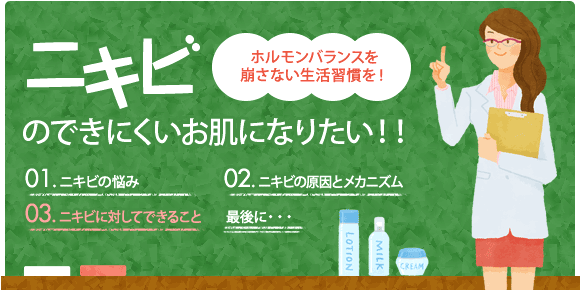 ニキビ
ホルモンバランスを
崩さない生活習慣を!
のできにくいお肌になりたい!!
01. ニキビの悩み
02. ニキビの原因とメカニズム
03. ニキビに対してできること
最後に・・・
LOTION
MILK
CREAM